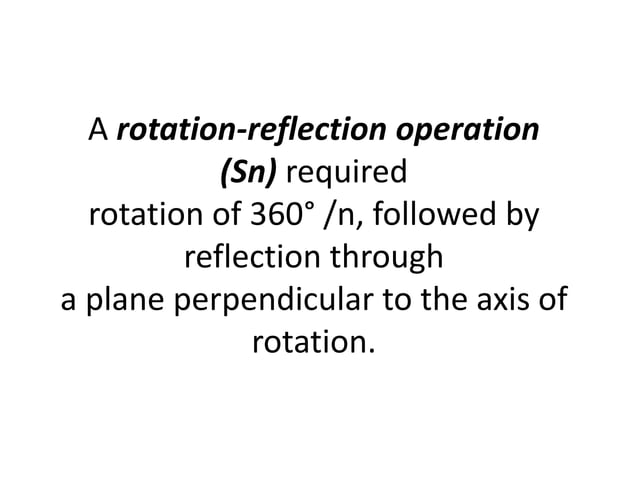 A rotation-reflection operation
(Sn) required
rotation of 360° /n, followed by
reflection through
a plane perpendicular to the axis of
rotation.